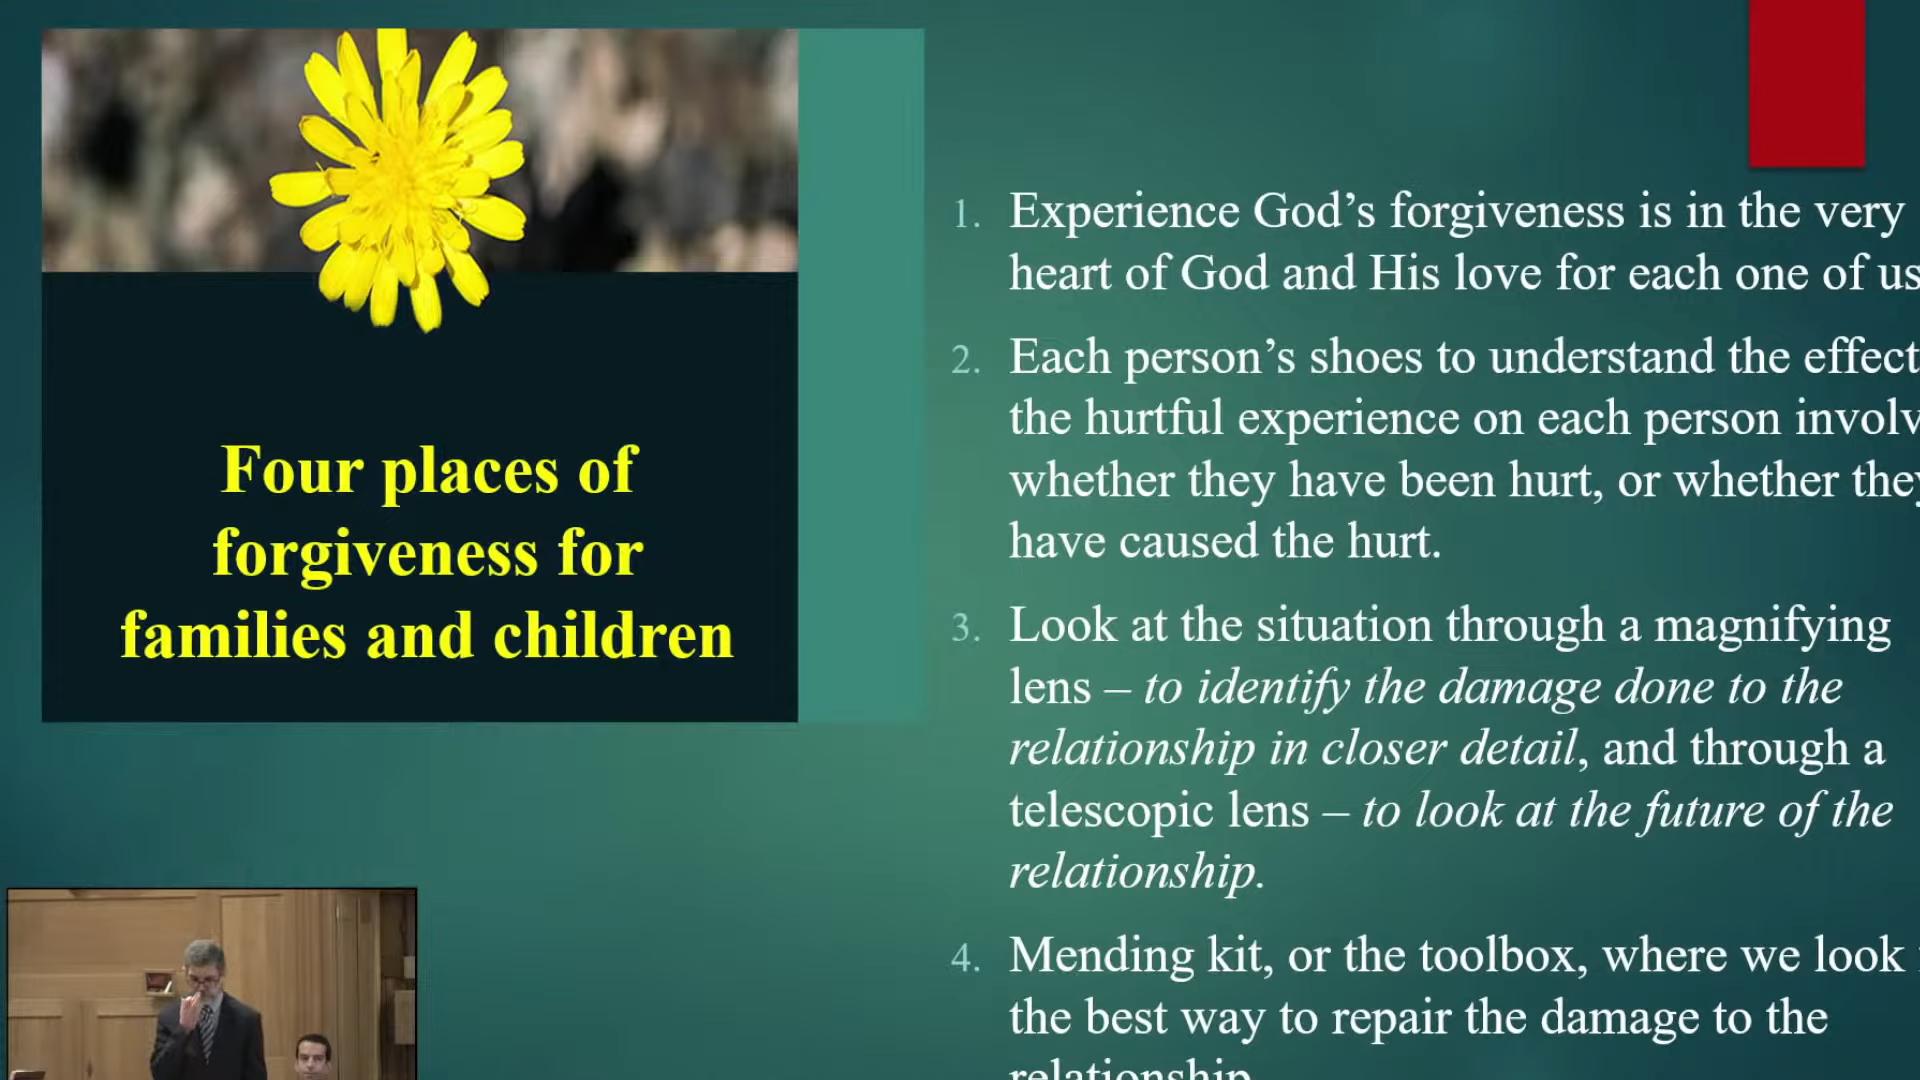 Four places of
forgiveness for
families and children
1. Experience God’s forgiveness is in the very
heart of God and His love for each one of us
2. Each person’s shoes to understand the effect
the hurtful experience on each person
whether they have been hurt, or whether they
have caused the hurt.
3. Look at the situation through a magnifying
lens – to identify the damage done to the
relationship in closer detail, and through a
telescopic lens – to look at the future of the
relationship.
4. Mending kit, or the toolbox, where we look
the best way to repair the damage to the
relationship